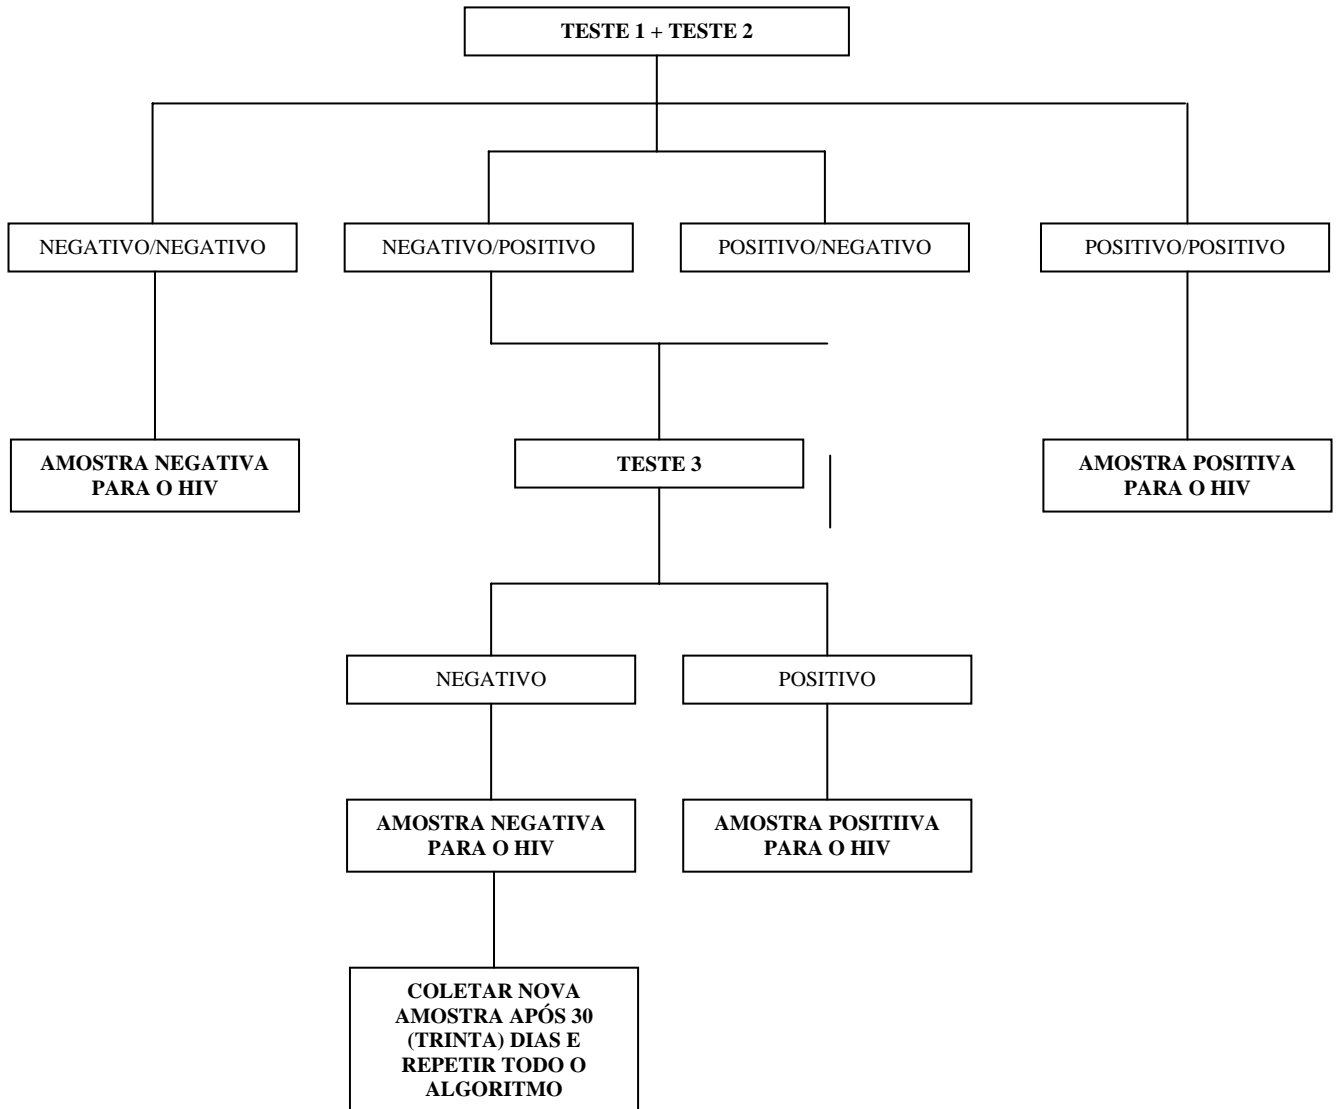 TESTE 1 + TESTE 2
NEGATIVO/NEGATIVO
NEGATIVO/POSITIVO
POSITIVO/NEGATIVO
POSITIVO/POSITIVO
AMOSTRA NEGATIVA
PARA O HIV
TESTE 3
AMOSTRA POSITIVA
PARA O HIV
NEGATIVO
POSITIVO
AMOSTRA NEGATIVA
PARA O HIV
AMOSTRA POSITIIVA
PARA O HIV
COLETAR NOVA
AMOSTRA APÓS 30
(TRINTA) DIAS E
REPETIR TODO O
ALGORITMO